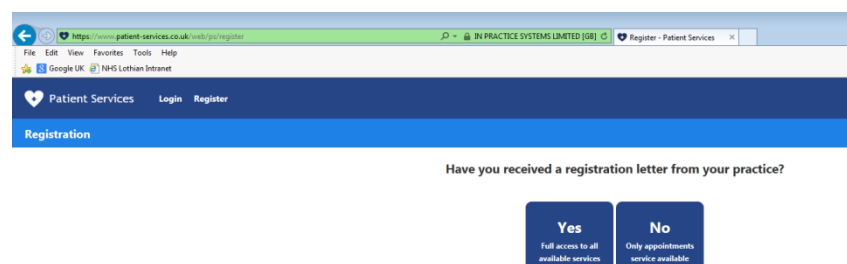 https://www.patient-services.co.uk/web/ps/register
IN PRACTICE SYSTEMS LIMITED [GB]
Register - Patient Services
File Edit View Favorites Tools Help
Google UK NHS Lothian Intranet
Patient Services Login Register
Registration
Have you received a registration letter from your practice?
Yes
Full access to all
available services
No
Only appointments
service available